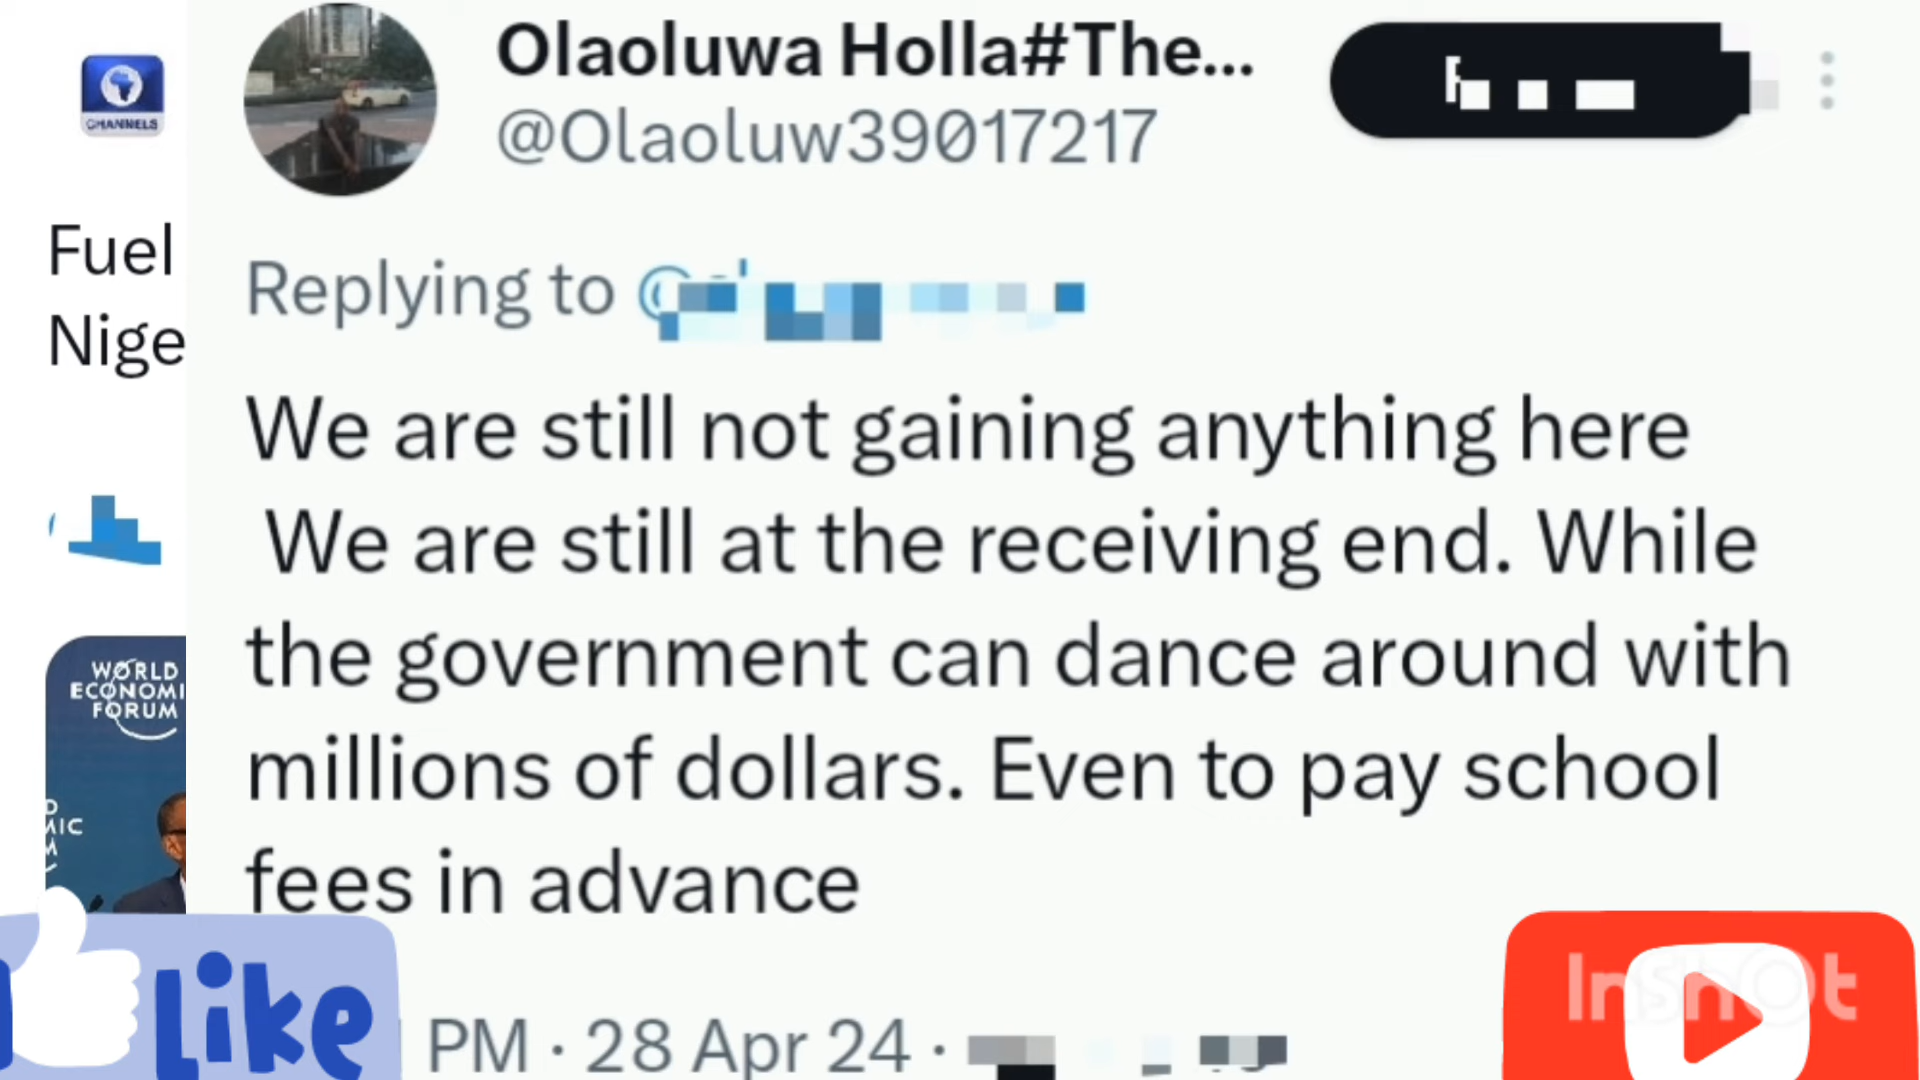 CHANNELS
Fuel
Nige
WORLD
ECONOMI
FORUM
Olaoluwa Holla#The...
@Olaoluw39017217
Replying to
We are still not gaining anything here
We are still at the receiving end. While
the government can dance around with
millions of dollars. Even to pay school
fees in advance
PM · 28 Apr 24 ·
Like
InShOt